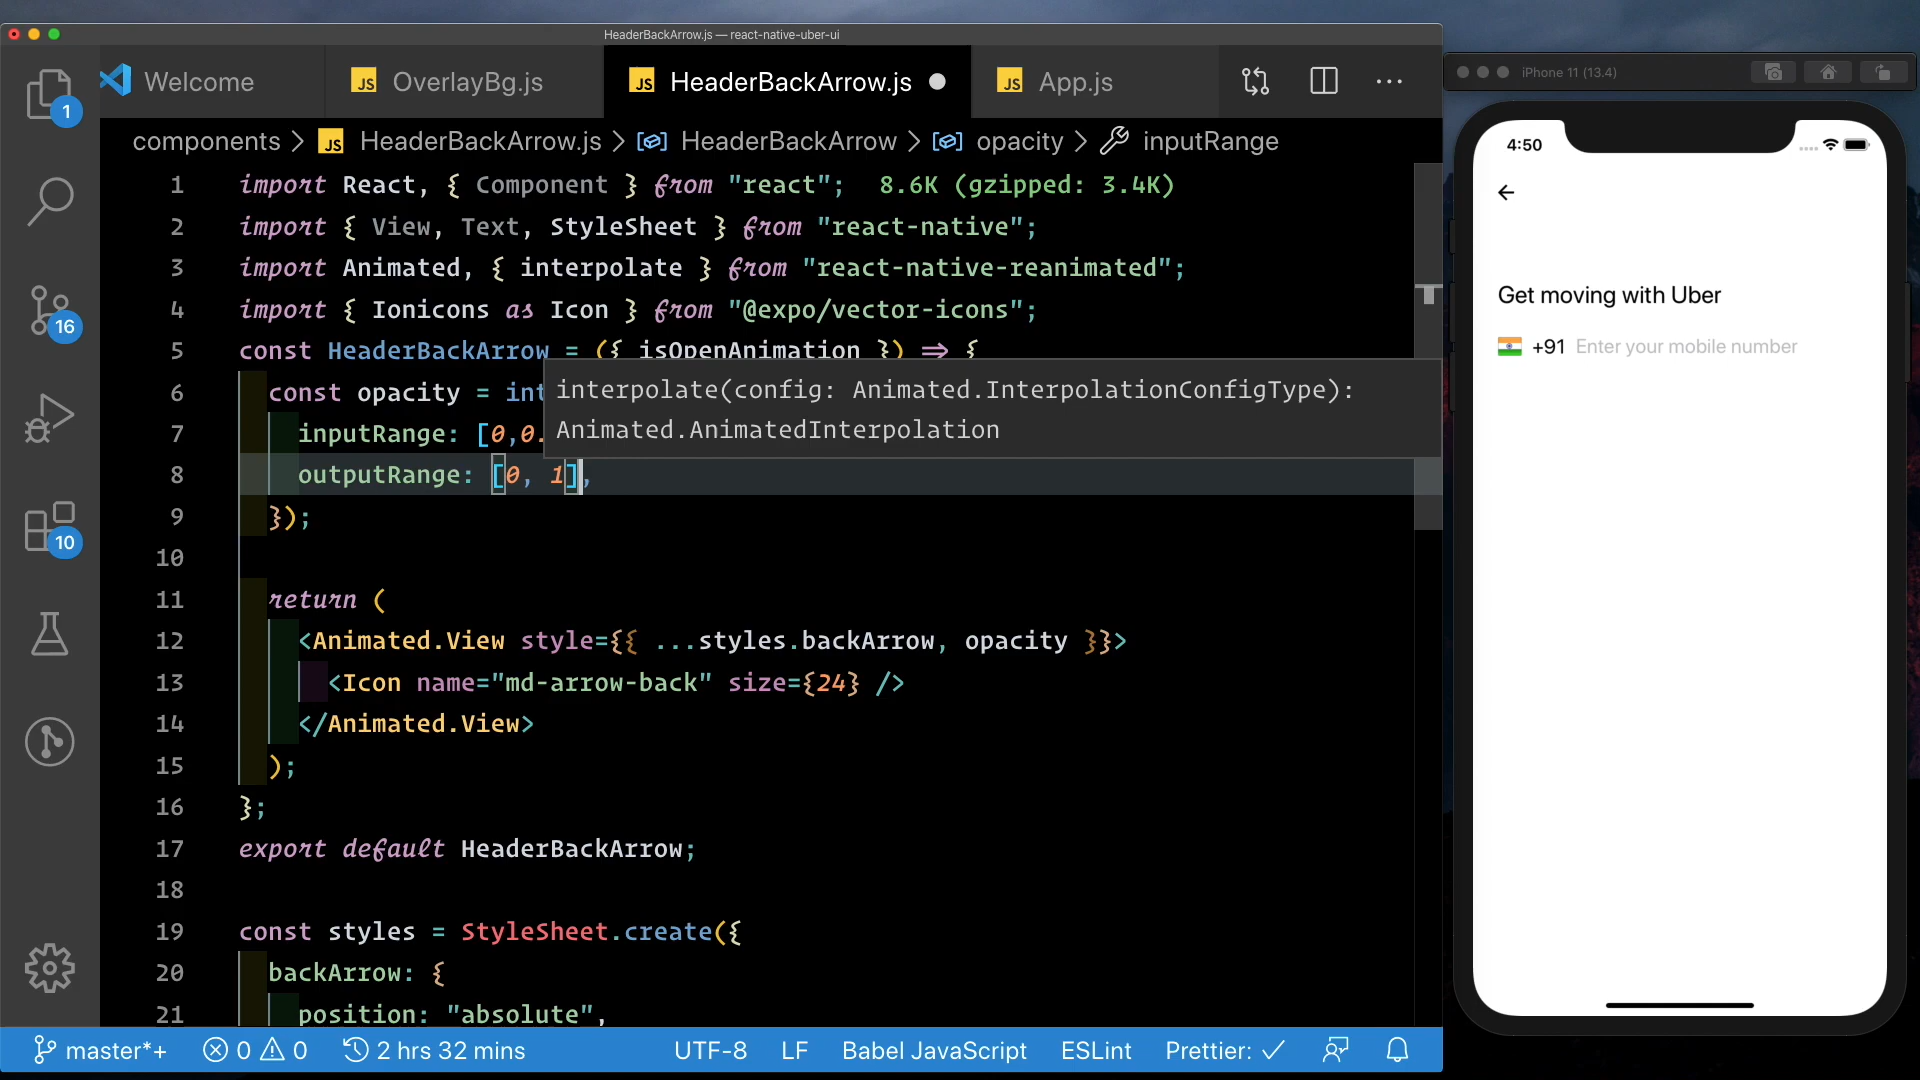 HeaderBackArrow.js — react-native-uber-ui
Welcome
JS OverlayBg.js
JS HeaderBackArrow.js
JS App.js
components > JS HeaderBackArrow.js > HeaderBackArrow > opacity > inputRange
1 import React, { Component } from "react"; 8.6K (gzipped: 3.4K)
2 import { View, Text, StyleSheet } from "react-native";
3 import Animated, { interpolate } from "react-native-reanimated";
4 import { Ionicons as Icon } from "@expo/vector-icons";
5 const HeaderBackArrow = ({ isOpenAnimation }) => {
6 const opacity = int
interpolate(config: Animated.InterpolationConfigType):
Animated.AnimatedInterpolation
7 inputRange: [0,0.
8 outputRange: [0, 1],
9 });
10
11 return (
12 <Animated.View style={{ ...styles.backArrow, opacity }}>
13 <Icon name="md-arrow-back" size={24} />
14 </Animated.View>
15 );
16 };
17 export default HeaderBackArrow;
18
19 const styles = StyleSheet.create({
20 backArrow: {
21 position: "absolute",
1
16
10
master*+ 0 0 2 hrs 32 mins UTF-8 LF Babel JavaScript ESLint Prettier: ✓
iPhone 11 (13.4)
4:50
Get moving with Uber
+91 Enter your mobile number